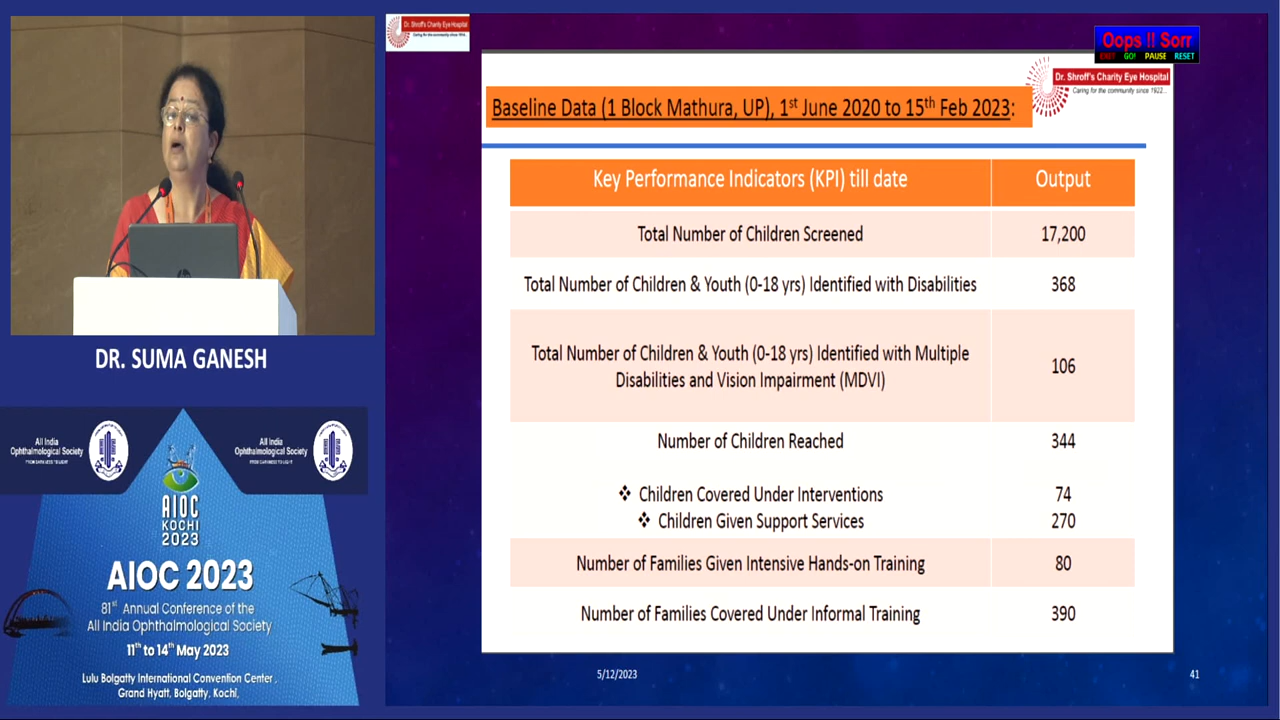 Dr. Shroff's Charity Eye Hospital
Caring for the community since 1922...
Oops !! Sorr
GO! PAUSE RESET
Dr. Shroff's Charity Eye Hospital
Caring for the community since 1922...
Baseline Data (1 Block Mathura, UP), 1st June 2020 to 15th Feb 2023:
Key Performance Indicators (KPI) till date Output
Total Number of Children Screened 17,200
Total Number of Children & Youth (0-18 yrs) Identified with Disabilities 368
Total Number of Children & Youth (0-18 yrs) Identified with Multiple
Disabilities and Vision Impairment (MDVI) 106
Number of Children Reached 344
❖ Children Covered Under Interventions 74
❖ Children Given Support Services 270
Number of Families Given Intensive Hands-on Training 80
Number of Families Covered Under Informal Training 390
5/12/2023 41
DR. SUMA GANESH
All India
Ophthalmological Society
All India
Ophthalmological Society
AIOC
KOCHI
2023
AIOC 2023
81st Annual Conference of the
All India Ophthalmological Society
11th to 14th May 2023
Lulu Bolgatty International Convention Center,
Grand Hyatt, Bolgatty, Kochi,